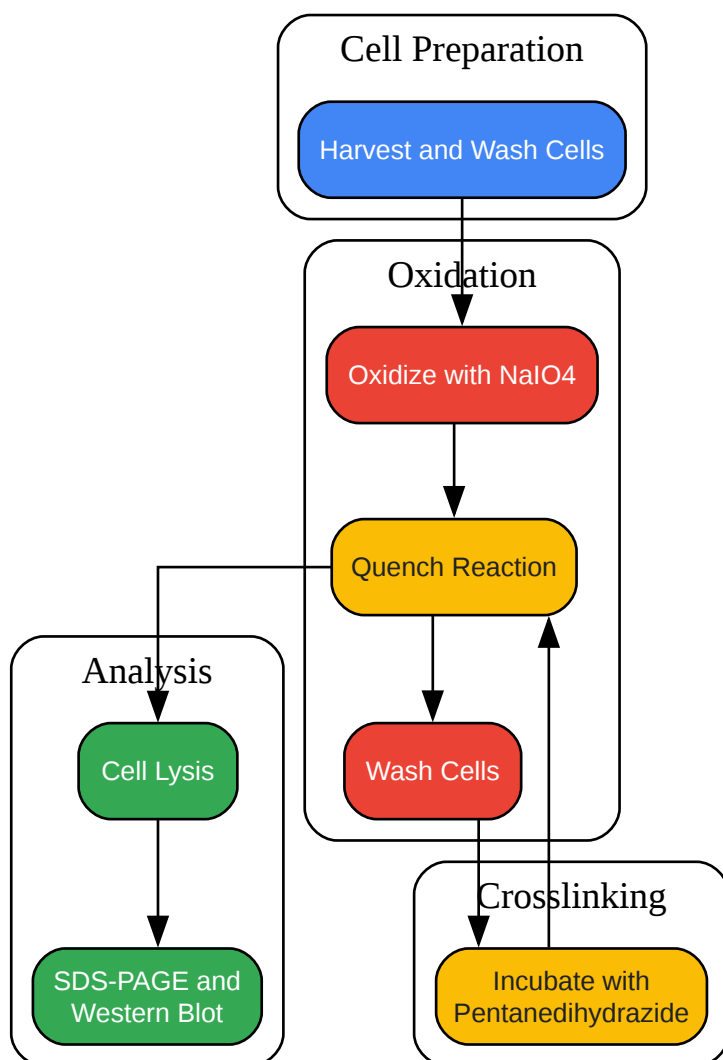 Cell Preparation
Harvest and Wash Cells
Oxidation
Oxidize with NaIO4
Quench Reaction
Analysis
Cell Lysis
Wash Cells
Crosslinking
SDS-PAGE and
Western Blot
Incubate with
Pentanedihydrazide